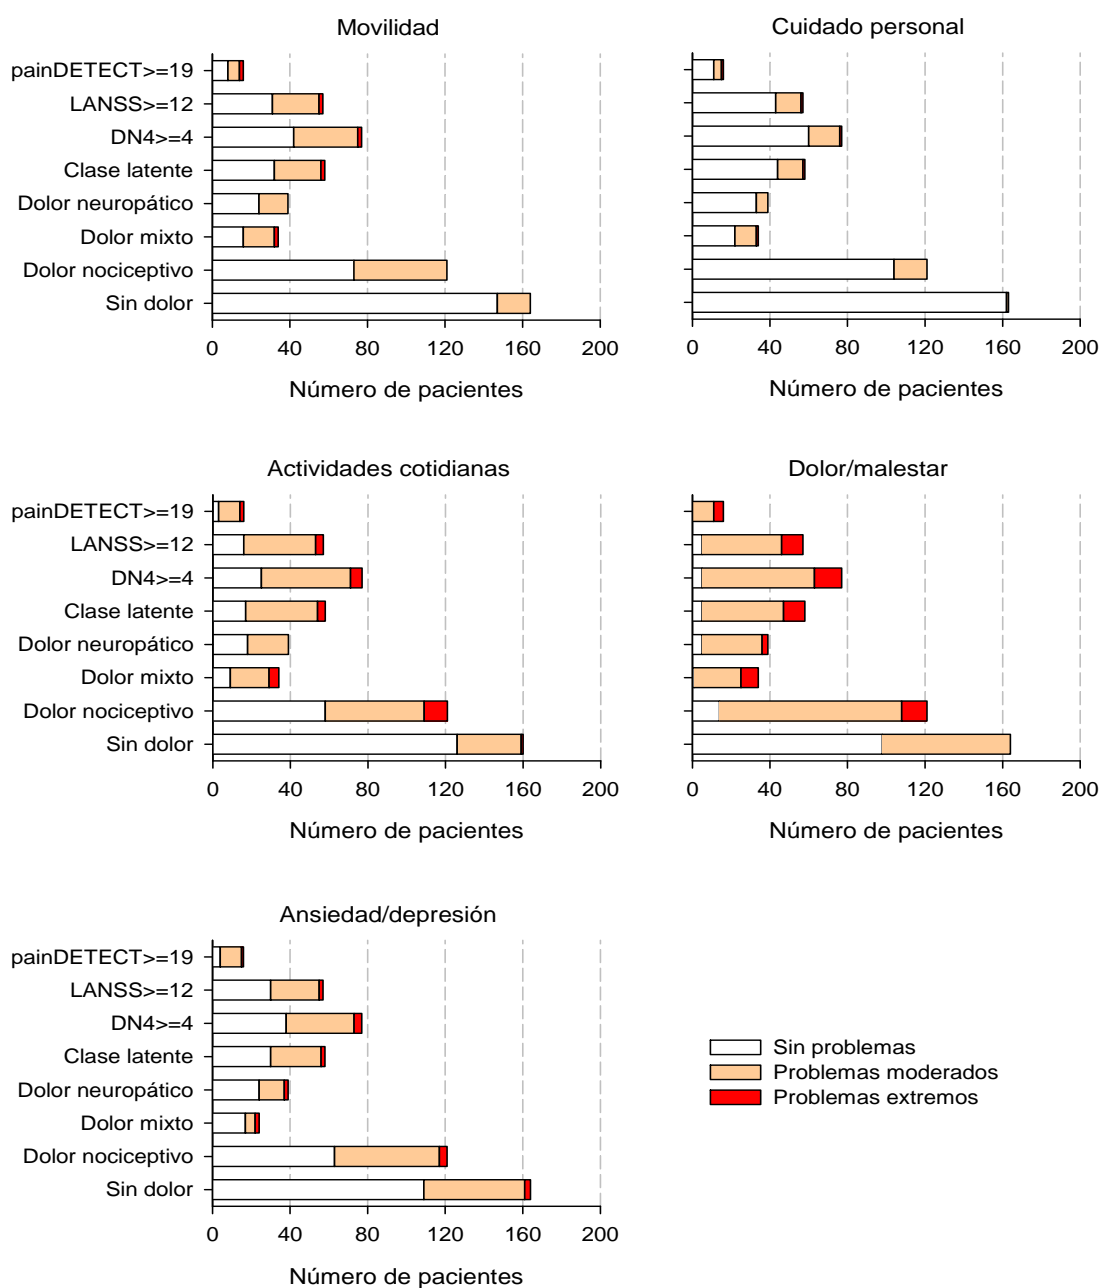 Movilidad
painDETECT>=19
LANSS>=12
DN4>=4
Clase latente
Dolor neuropático
Dolor mixto
Dolor nociceptivo
Sin dolor
0 40 80 120 160 200
Número de pacientes
Cuidado personal
0 40 80 120 160 200
Número de pacientes
Actividades cotidianas
painDETECT>=19
LANSS>=12
DN4>=4
Clase latente
Dolor neuropático
Dolor mixto
Dolor nociceptivo
Sin dolor
0 40 80 120 160 200
Número de pacientes
Dolor/malestar
0 40 80 120 160 200
Número de pacientes
Ansiedad/depresión
painDETECT>=19
LANSS>=12
DN4>=4
Clase latente
Dolor neuropático
Dolor mixto
Dolor nociceptivo
Sin dolor
0 40 80 120 160 200
Número de pacientes
Sin problemas
Problemas moderados
Problemas extremos